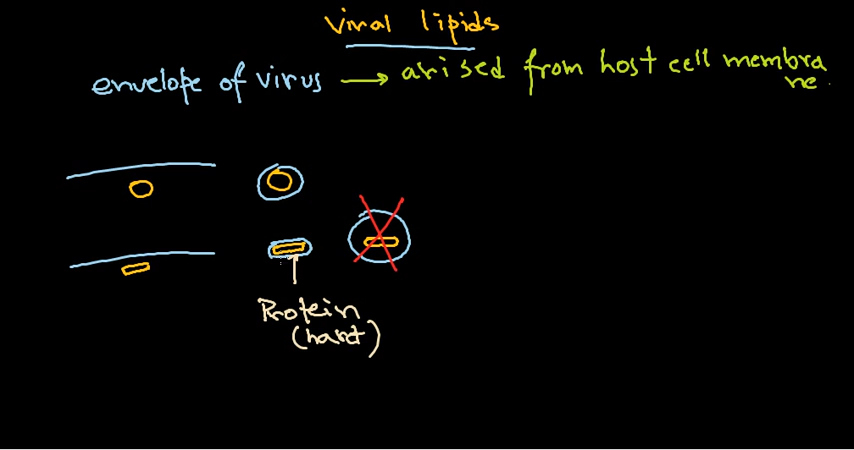 Viral lipids
envelope of virus → arised from host cell membra
ne.
Protein
(hard)